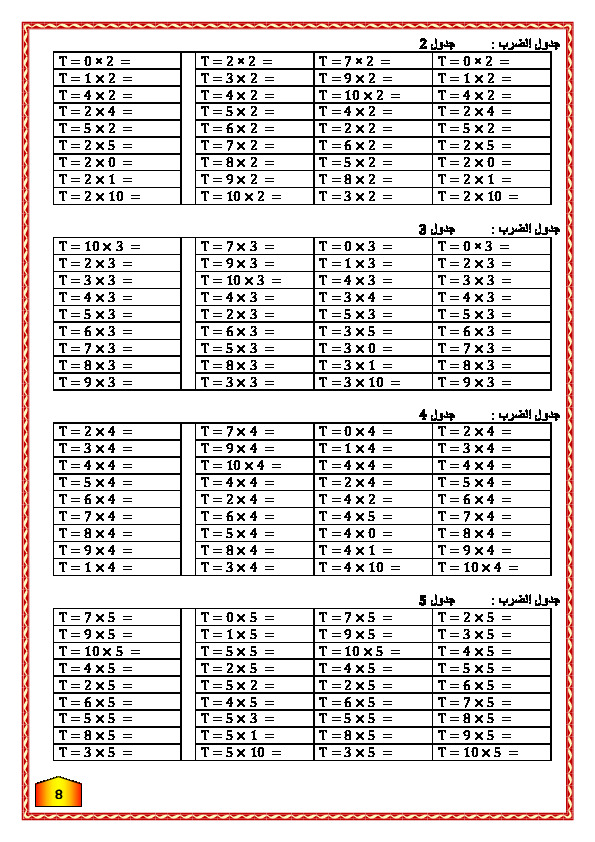 جدول الضرب : جدول 2
T = 0 × 2 = T = 2 × 2 = T = 7 × 2 = T = 0 × 2 =
T = 1 × 2 = T = 3 × 2 = T = 9 × 2 = T = 1 × 2 =
T = 4 × 2 = T = 4 × 2 = T = 10 × 2 = T = 4 × 2 =
T = 2 × 4 = T = 5 × 2 = T = 4 × 2 = T = 2 × 4 =
T = 5 × 2 = T = 6 × 2 = T = 2 × 2 = T = 5 × 2 =
T = 2 × 5 = T = 7 × 2 = T = 6 × 2 = T = 2 × 5 =
T = 2 × 0 = T = 8 × 2 = T = 5 × 2 = T = 2 × 0 =
T = 2 × 1 = T = 9 × 2 = T = 8 × 2 = T = 2 × 1 =
T = 2 × 10 = T = 10 × 2 = T = 3 × 2 = T = 2 × 10 =
جدول الضرب : جدول 3
T = 10 × 3 = T = 7 × 3 = T = 0 × 3 = T = 0 × 3 =
T = 2 × 3 = T = 9 × 3 = T = 1 × 3 = T = 2 × 3 =
T = 3 × 3 = T = 10 × 3 = T = 4 × 3 = T = 3 × 3 =
T = 4 × 3 = T = 4 × 3 = T = 3 × 4 = T = 4 × 3 =
T = 5 × 3 = T = 2 × 3 = T = 5 × 3 = T = 5 × 3 =
T = 6 × 3 = T = 6 × 3 = T = 3 × 5 = T = 6 × 3 =
T = 7 × 3 = T = 5 × 3 = T = 3 × 0 = T = 7 × 3 =
T = 8 × 3 = T = 8 × 3 = T = 3 × 1 = T = 8 × 3 =
T = 9 × 3 = T = 3 × 3 = T = 3 × 10 = T = 9 × 3 =
جدول الضرب : جدول 4
T = 2 × 4 = T = 7 × 4 = T = 0 × 4 = T = 2 × 4 =
T = 3 × 4 = T = 9 × 4 = T = 1 × 4 = T = 3 × 4 =
T = 4 × 4 = T = 10 × 4 = T = 4 × 4 = T = 4 × 4 =
T = 5 × 4 = T = 4 × 4 = T = 2 × 4 = T = 5 × 4 =
T = 6 × 4 = T = 2 × 4 = T = 4 × 2 = T = 6 × 4 =
T = 7 × 4 = T = 6 × 4 = T = 4 × 5 = T = 7 × 4 =
T = 8 × 4 = T = 5 × 4 = T = 4 × 0 = T = 8 × 4 =
T = 9 × 4 = T = 8 × 4 = T = 4 × 1 = T = 9 × 4 =
T = 1 × 4 = T = 3 × 4 = T = 4 × 10 = T = 10 × 4 =
جدول الضرب : جدول 5
T = 7 × 5 = T = 0 × 5 = T = 7 × 5 = T = 2 × 5 =
T = 9 × 5 = T = 1 × 5 = T = 9 × 5 = T = 3 × 5 =
T = 10 × 5 = T = 5 × 5 = T = 10 × 5 = T = 4 × 5 =
T = 4 × 5 = T = 2 × 5 = T = 4 × 5 = T = 5 × 5 =
T = 2 × 5 = T = 5 × 2 = T = 2 × 5 = T = 6 × 5 =
T = 6 × 5 = T = 4 × 5 = T = 6 × 5 = T = 7 × 5 =
T = 5 × 5 = T = 5 × 3 = T = 5 × 5 = T = 8 × 5 =
T = 8 × 5 = T = 5 × 1 = T = 8 × 5 = T = 9 × 5 =
T = 3 × 5 = T = 5 × 10 = T = 3 × 5 = T = 10 × 5 =
8